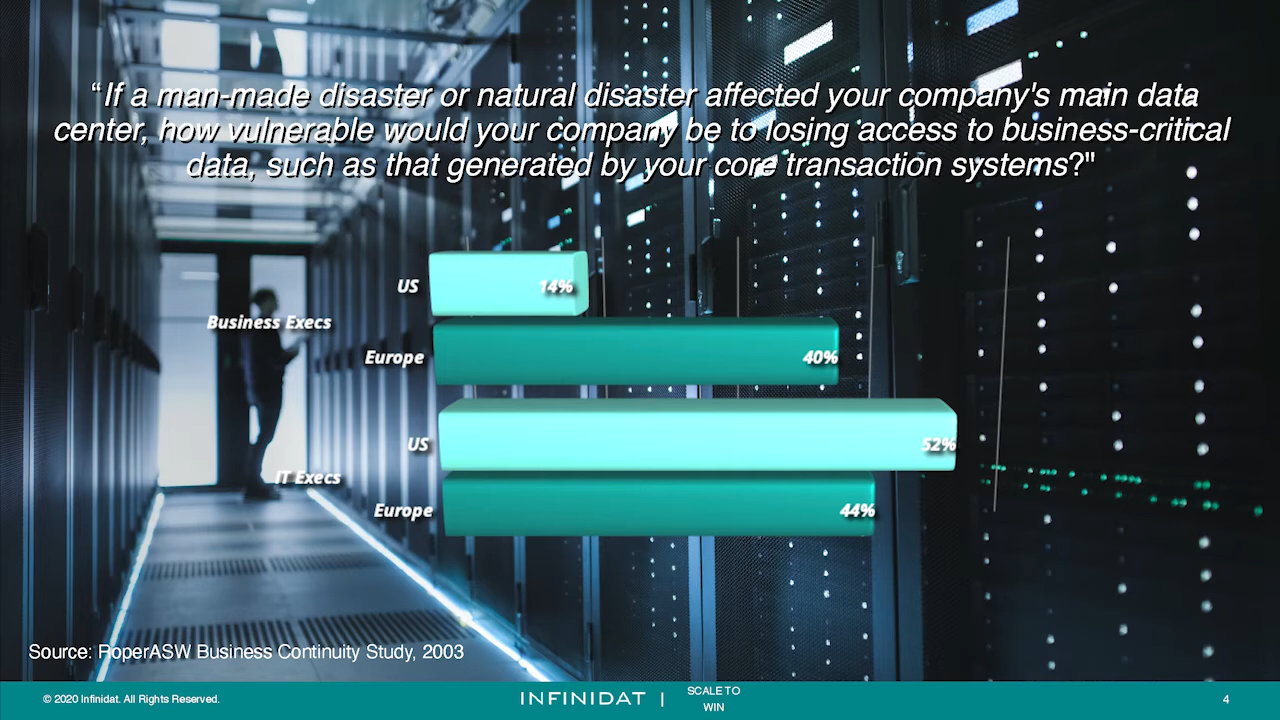 “If a man-made disaster or natural disaster affected your company's main data
center, how vulnerable would your company be to losing access to business-critical
data, such as that generated by your core transaction systems?"
US
14%
Business Execs
Europe
40%
US
52%
IT Execs
Europe
44%
Source: RoperASW Business Continuity Study, 2003
© 2020 Infinidat. All Rights Reserved.
INFINIDAT |
SCALE TO
WIN
4